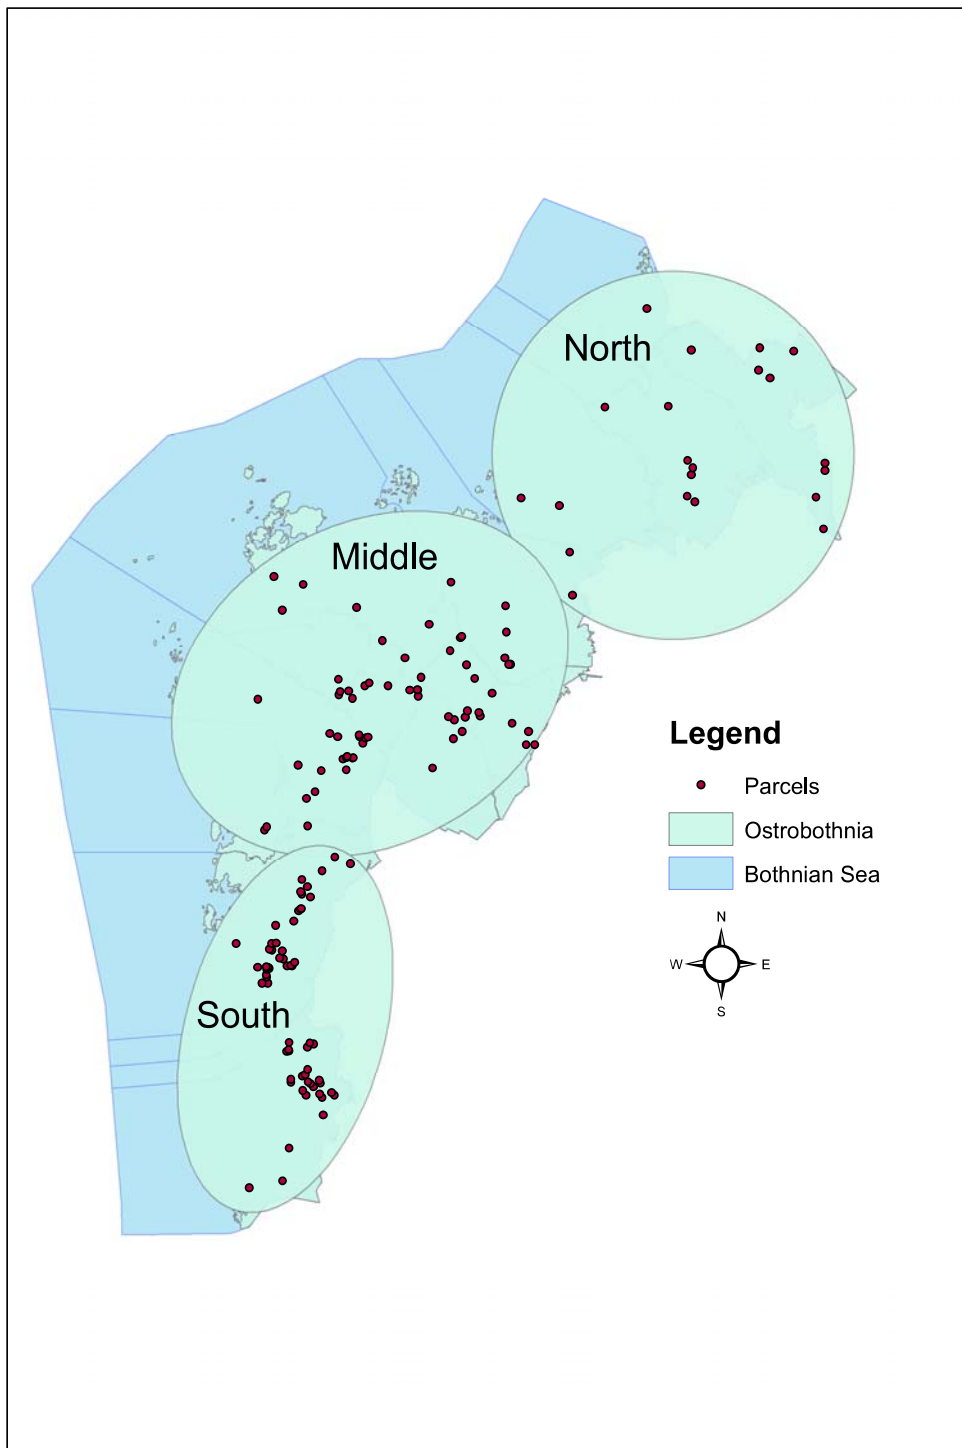 North
Middle
South
Legend
Parcels
Ostrobothnia
Bothnian Sea
N
W E
S